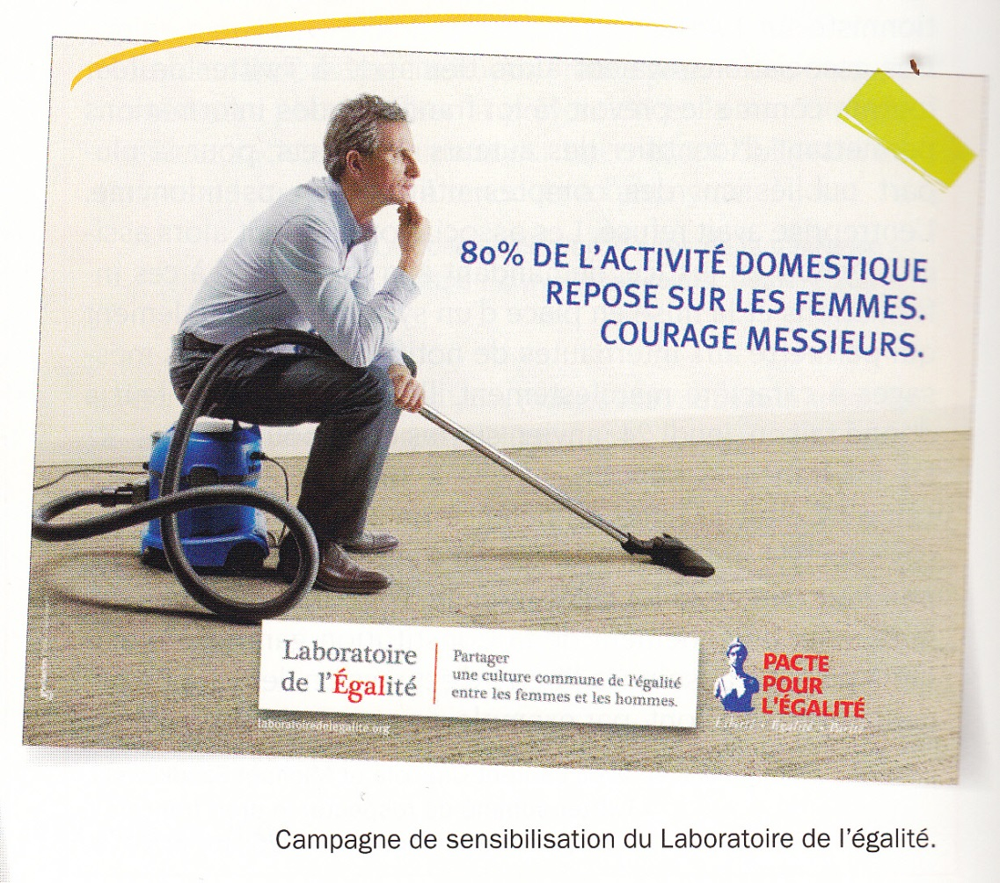 80% DE L'ACTIVITÉ DOMESTIQUE
REPOSE SUR LES FEMMES.
COURAGE MESSIEURS.
Laboratoire
de l'Égalité
Partager
une culture commune de l'égalité
entre les femmes et les hommes.
laboratoiredelegalite.org
PACTE
POUR
L'ÉGALITÉ
Liberté • Égalité • Parité
Campagne de sensibilisation du Laboratoire de l'égalité.